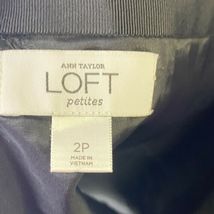 ANN TAYLOR
LOFT
petites
2P
MADE IN
VIETNAM